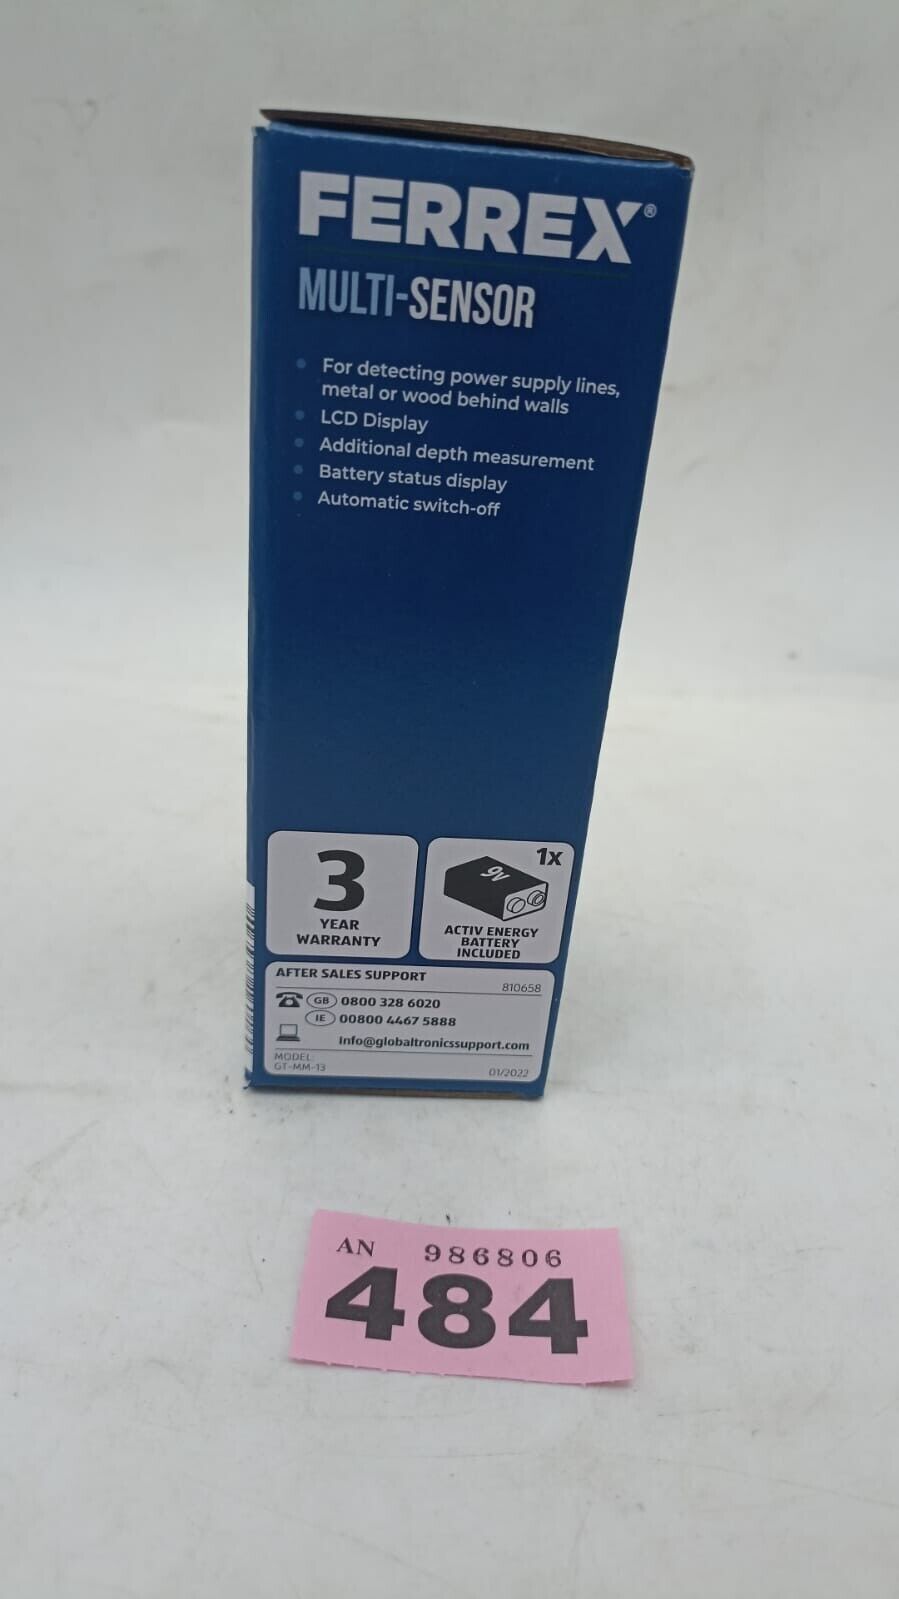 FERREX®
MULTI-SENSOR
For detecting power supply lines,
metal or wood behind walls
LCD Display
Additional depth measurement
Battery status display
Automatic switch-off
3
YEAR
WARRANTY
1x
9V
ACTIV ENERGY
BATTERY
INCLUDED
AFTER SALES SUPPORT
810658
GB 0800 328 6020
IE 00800 4467 5888
Info@globaltronicssupport.com
MODEL:
GT-MM-13
01/2022
AN 986806
484